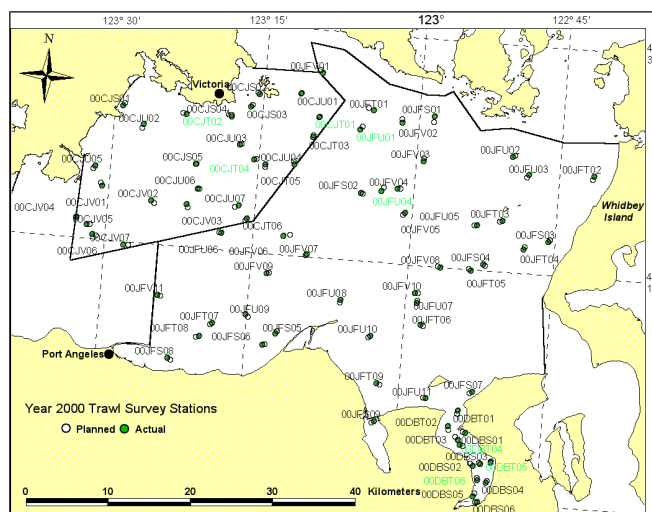 123° 30' 123° 15' 123° 122° 45'
N
00JFV01
Victoria
00CJS01 00CJS04 00CJS02
00CJU01 00JFT01
00CJU02 00CJT02 00CJS03 00CJT01 00JFS01
00JFU01 00JFV02
00CJU03 00CJT03
00CJU05 00CJS05 00CJT04 00CJU04 00JFV03 00JFU02
00CJT05 00JFU03 00JFT02
00CJU06 00JFS02 00JFV04
00CJV04 00CJV01 00CJV02 00JFU04
00CJU07
00CJV05 00CJV03 00CJT06 00JFU05 00JFT03
00JFV05
Whidbey
Island
00CJV07
00CJV06 00JFU06 00JFV06 00JFV07 00JFS03
00JFT04
00JFV09 00JFV08 00JFS04
00JFT05
00JFV11 00JFU08 00JFV10
00JFU09 00JFU07
00JFT08 00JFT07 00JFT06
00JFS06 00JFS05 00JFU10
Port Angeles
00JFS08
00JFT09
00JFU11 00JFS07
Year 2000 Trawl Survey Stations
Planned Actual
00DBT02 00DBT01
00DBT03 00DBS01
00DBT04
00DBS03
00DBS02 00DBT05
00DBT06
00DBS04
00DBS05
00DBS06
0 10 20 30 40 Kilometers